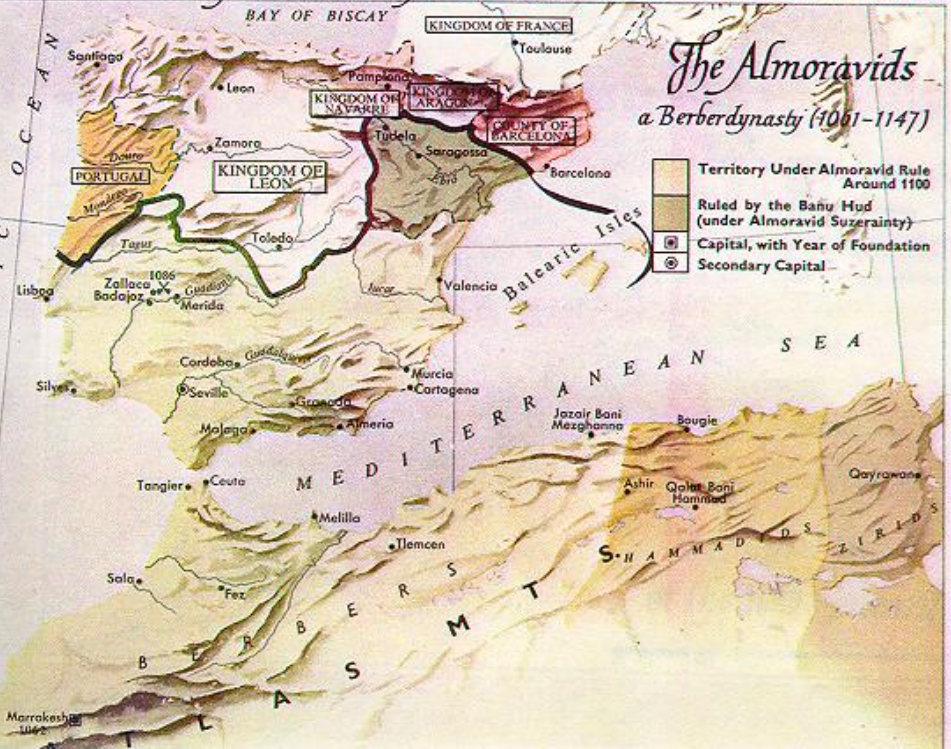 BAY OF BISCAY
OCEAN
KINGDOM OF FRANCE
Toulouse
The Almoravids
a Berberdynasty (1061–1147)
Territory Under Almoravid Rule
Around 1100
Ruled by the Banu Hud
(under Almoravid Suzerainty)
Capital, with Year of Foundation
Secondary Capital
Santiago
Leon
Pamplona
KINGDOM OF
NAVARRE
KINGDOM OF
ARAGON
COUNTY OF
BARCELONA
Tudela
Saragossa
Ebro
Barcelona
Zamora
Douro
PORTUGAL
Mondego
KINGDOM OF
LEON
Toledo
Tagus
Lisboa
Zallaca
1086
Badajoz
Merida
Guadiana
Jucar
Valencia
Balearic Isles
Cordoba
Guadalquivir
Murcia
Cartagena
Silves
Seville
Granada
Malaga
Almeria
MEDITERRANEAN SEA
Jazair Bani
Mezghanna
Bougie
Ashir
Qalat Bani
Hammad
Qayrawan
Tangier
Ceuta
Melilla
Tlemcen
HAMMADIDS
ZIRIDS
Sala
Fez
BERBERS
ATLAS MTS.
Marrakesh
1062